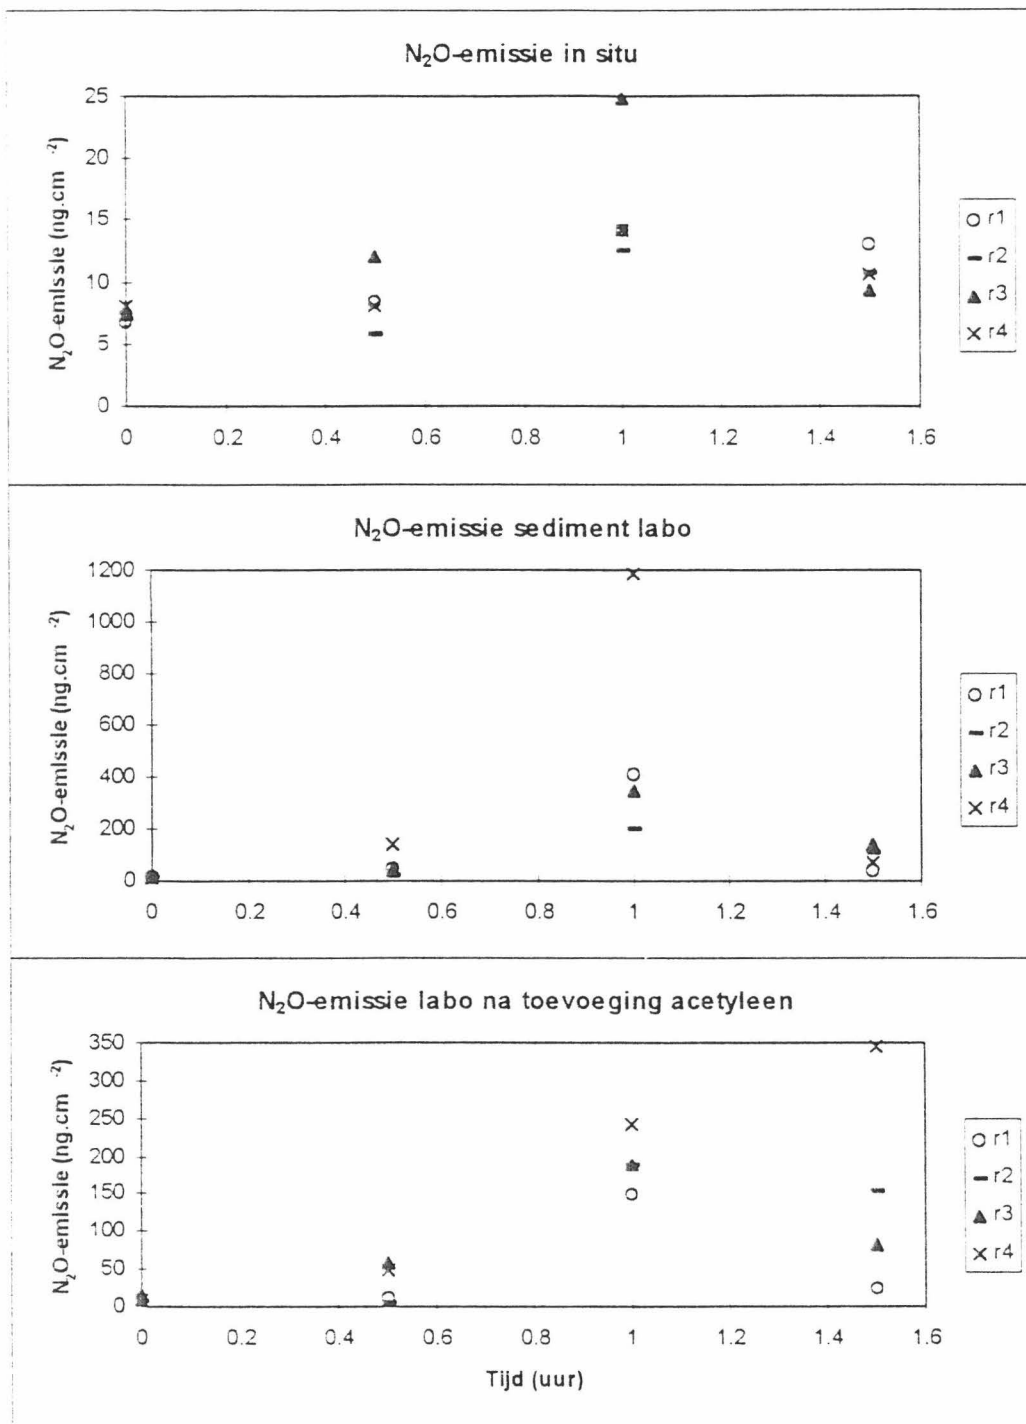 N₂O-emissie in situ
N₂O-emissie (ng.cm⁻²)
25
20
15
10
5
0
0 0.2 0.4 0.6 0.8 1 1.2 1.4 1.6
r1
r2
r3
r4
N₂O-emissie sediment labo
N₂O-emissie (ng.cm⁻²)
1200
1000
800
600
400
200
0
0 0.2 0.4 0.6 0.8 1 1.2 1.4 1.6
r1
r2
r3
r4
N₂O-emissie labo na toevoeging acetyleen
N₂O-emissie (ng.cm⁻²)
350
300
250
200
150
100
50
0
0 0.2 0.4 0.6 0.8 1 1.2 1.4 1.6
r1
r2
r3
r4
Tijd (uur)